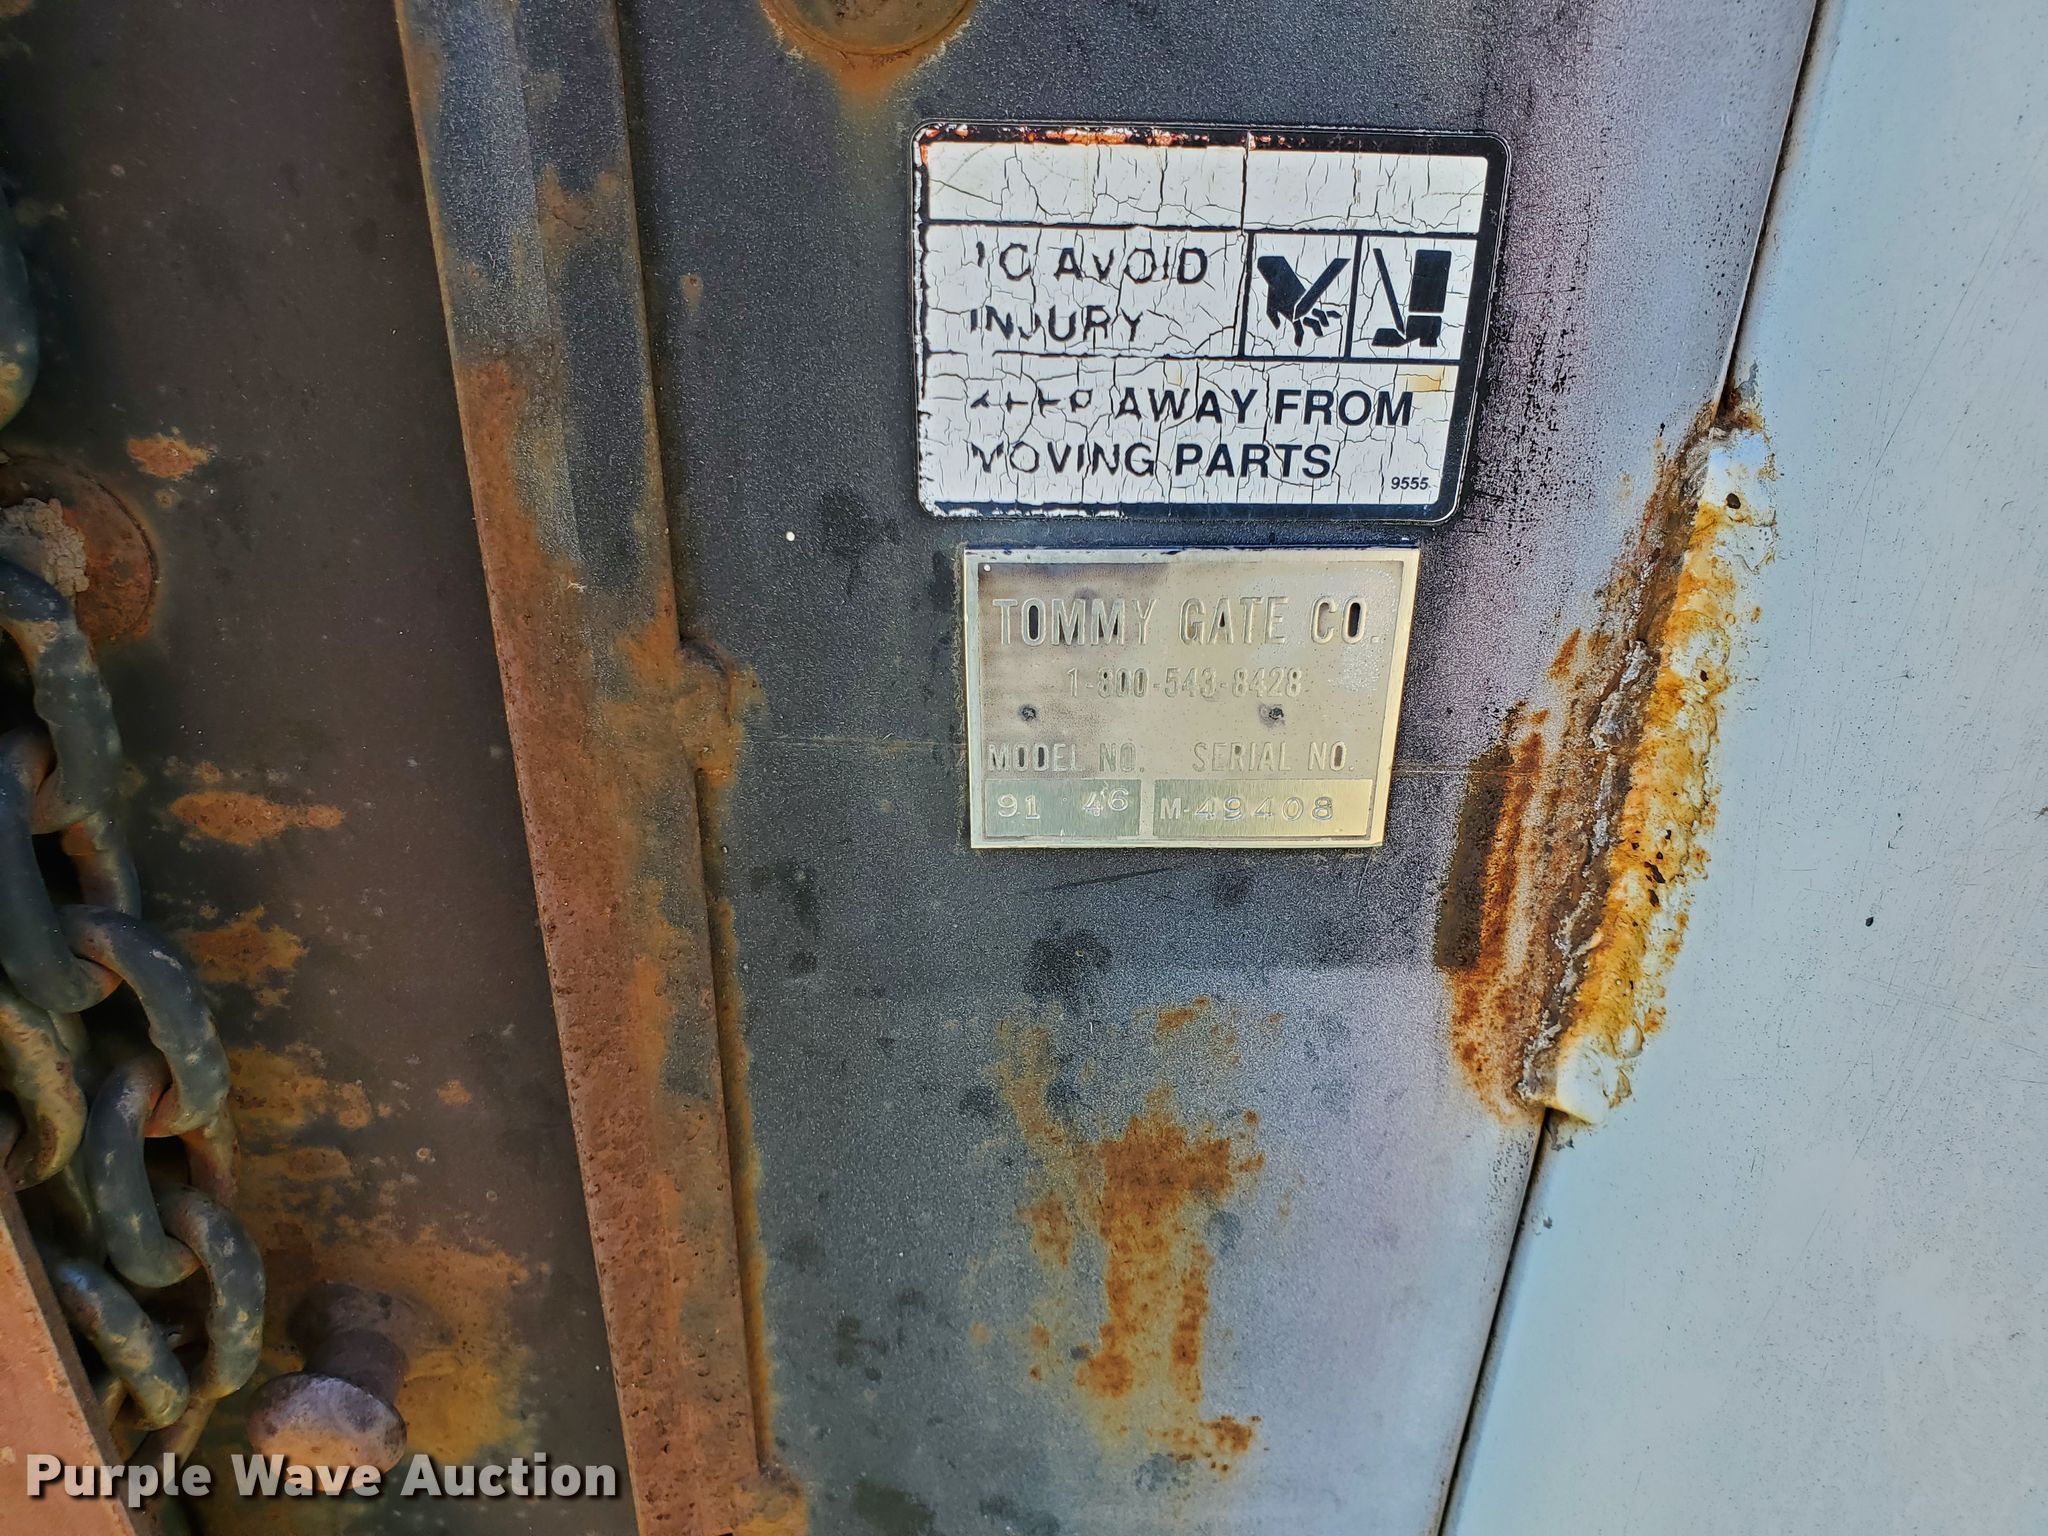 TO AVOID
INJURY
KEEP AWAY FROM
MOVING PARTS
9555
TOMMY GATE CO.
1-800-543-8428
MODEL NO. SERIAL NO.
91 46 M-49408
Purple Wave Auction